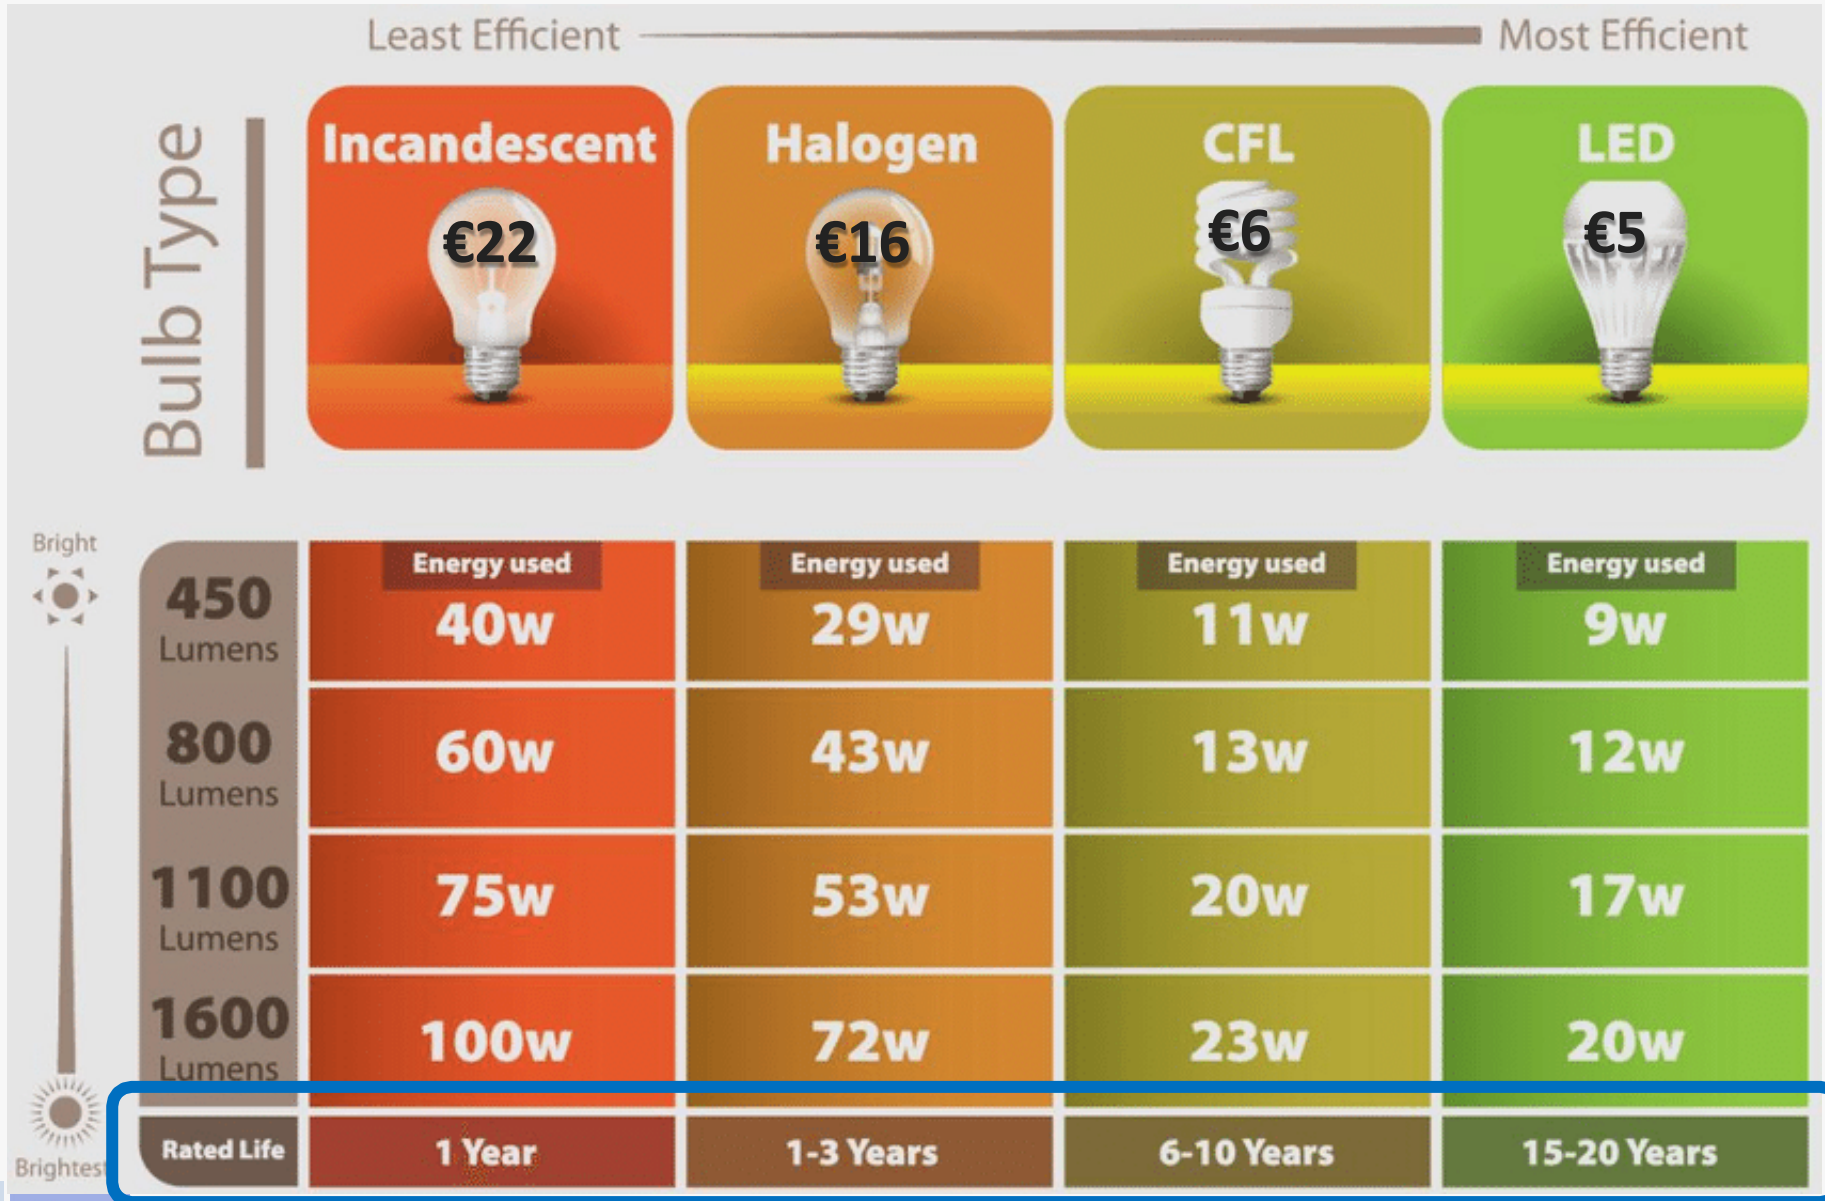 Least Efficient Most Efficient
Bulb Type
Incandescent Halogen CFL LED
€22 €16 €6 €5
Bright
Energy used Energy used Energy used Energy used
450 40w 29w 11w 9w
Lumens
800 60w 43w 13w 12w
Lumens
1100 75w 53w 20w 17w
Lumens
1600 100w 72w 23w 20w
Lumens
Rated Life 1 Year 1-3 Years 6-10 Years 15-20 Years
Brightest